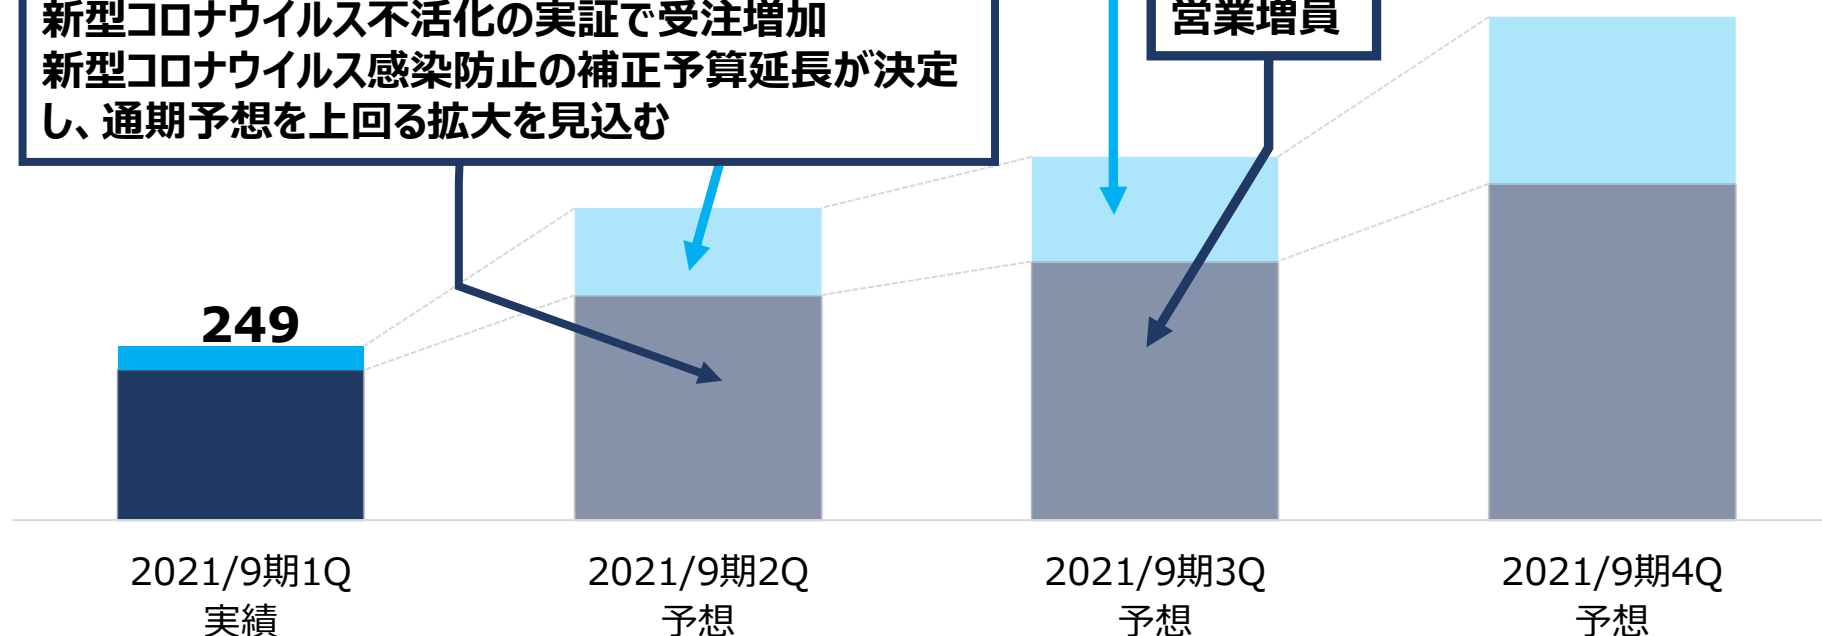 新型コロナウイルス不活化の実証で受注増加
新型コロナウイルス感染防止の補正予算延長が決定
し、通期予想を上回る拡大を見込む
営業増員
249
2021/9期1Q
実績
2021/9期2Q
予想
2021/9期3Q
予想
2021/9期4Q
予想